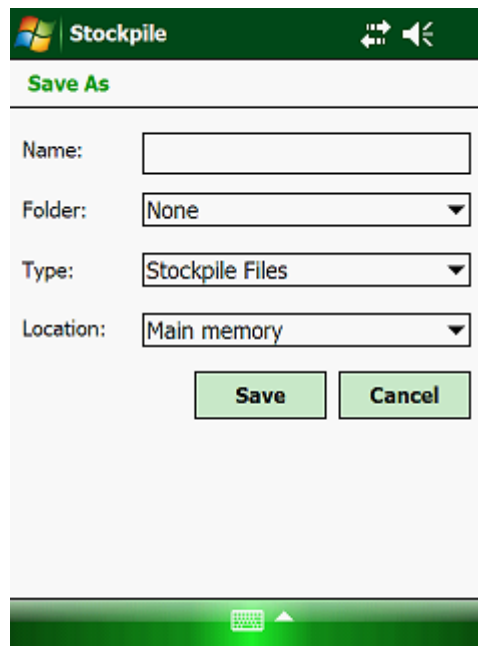 Stockpile
Save As
Name:
Folder: None
Type: Stockpile Files
Location: Main memory
Save Cancel